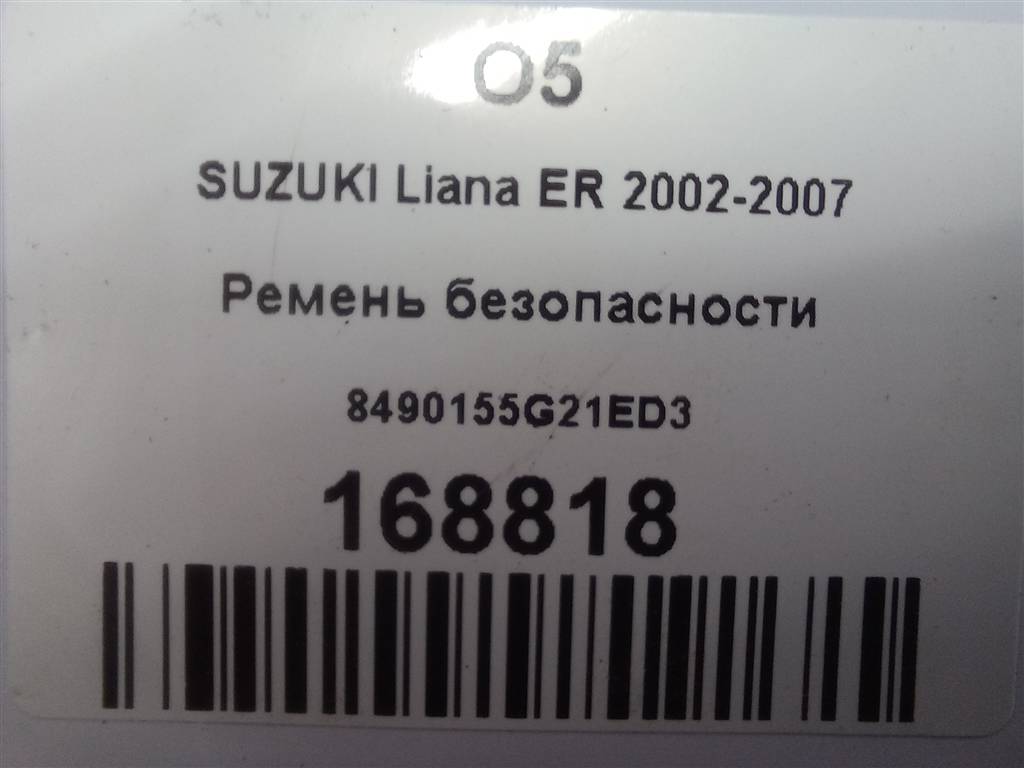 O5
SUZUKI Liana ER 2002-2007
Ремень безопасности
8490155G21ED3
168818